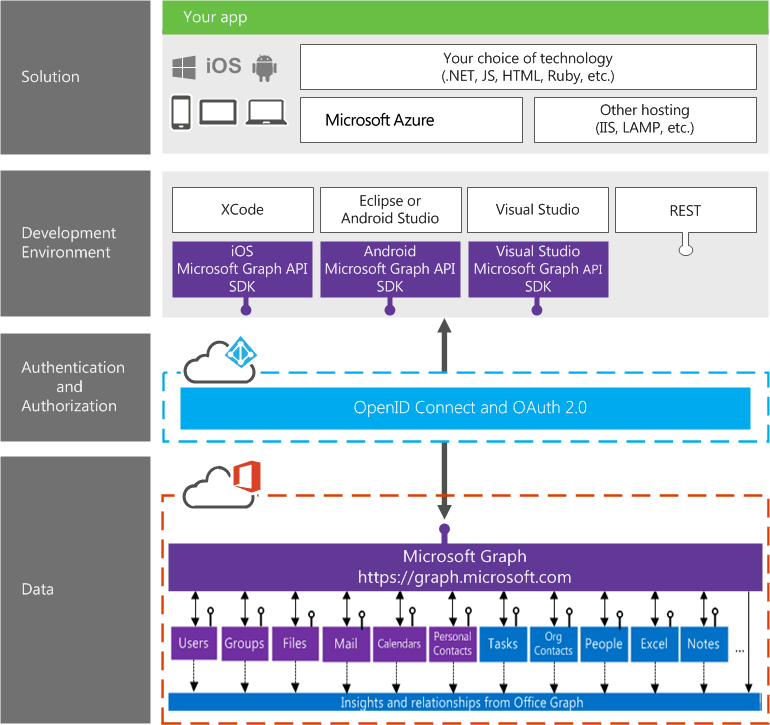 Your app
Solution
iOS
Your choice of technology
(.NET, JS, HTML, Ruby, etc.)
Microsoft Azure
Other hosting
(IIS, LAMP, etc.)
Development
Environment
XCode
Eclipse or
Android Studio
Visual Studio
REST
iOS
Microsoft Graph API
SDK
Android
Microsoft Graph API
SDK
Visual Studio
Microsoft Graph API
SDK
Authentication
and
Authorization
OpenID Connect and OAuth 2.0
Data
Microsoft Graph
https://graph.microsoft.com
Users
Groups
Files
Mail
Calendars
Personal
Contacts
Tasks
Org
Contacts
People
Excel
Notes
...
Insights and relationships from Office Graph